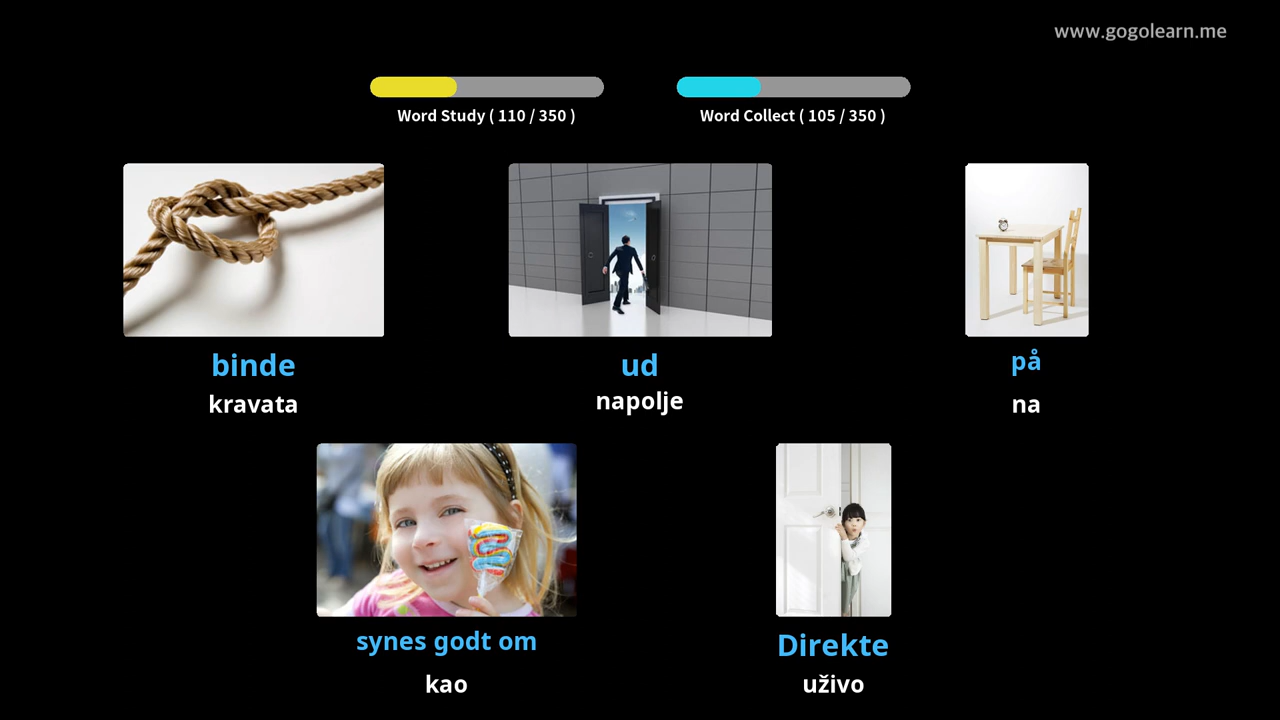 www.gogolearn.me
Word Study ( 110 / 350 )
Word Collect ( 105 / 350 )
binde
kravata
ud
napolje
på
na
synes godt om
kao
Direkte
uživo